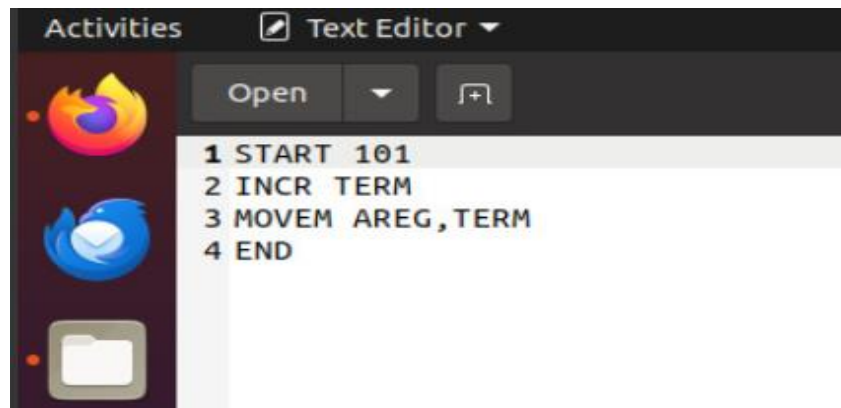 Activities Text Editor
Open
1 START 101
2 INCR TERM
3 MOVEM AREG,TERM
4 END